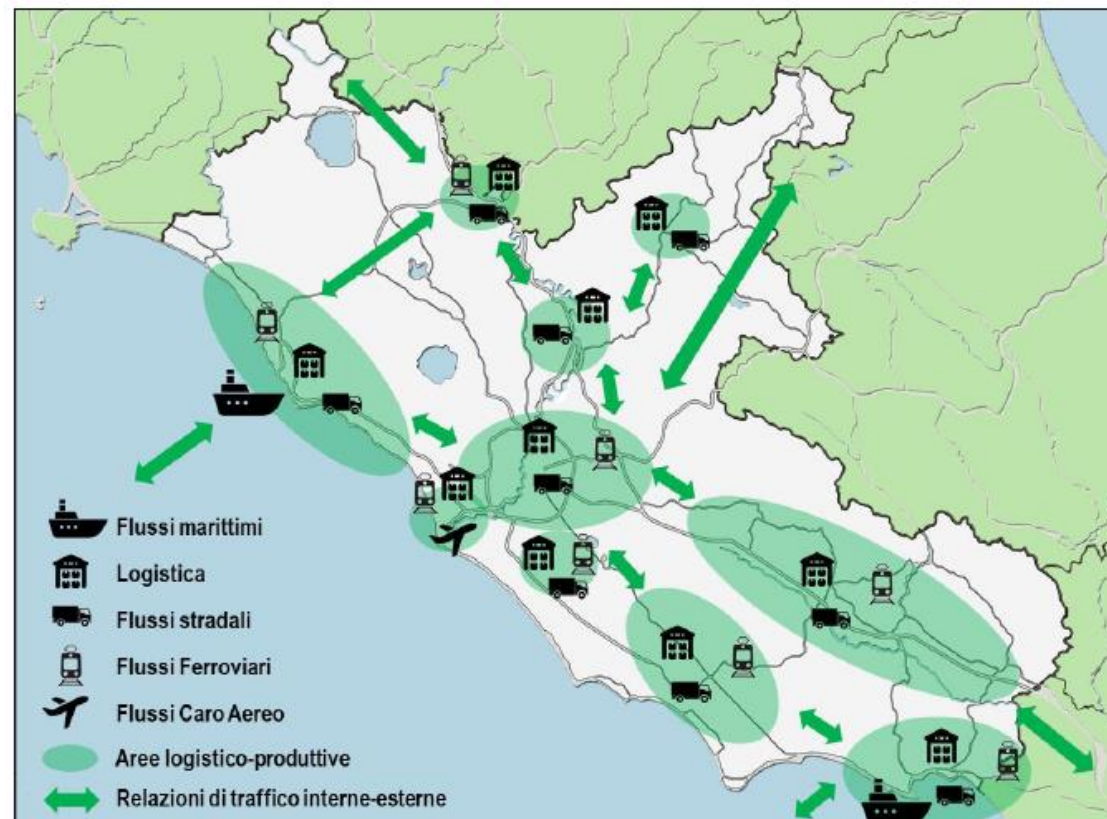 Flussi marittimi
Logistica
Flussi stradali
Flussi Ferroviari
Flussi Caro Aereo
Aree logistico-produttive
Relazioni di traffico interne-esterne